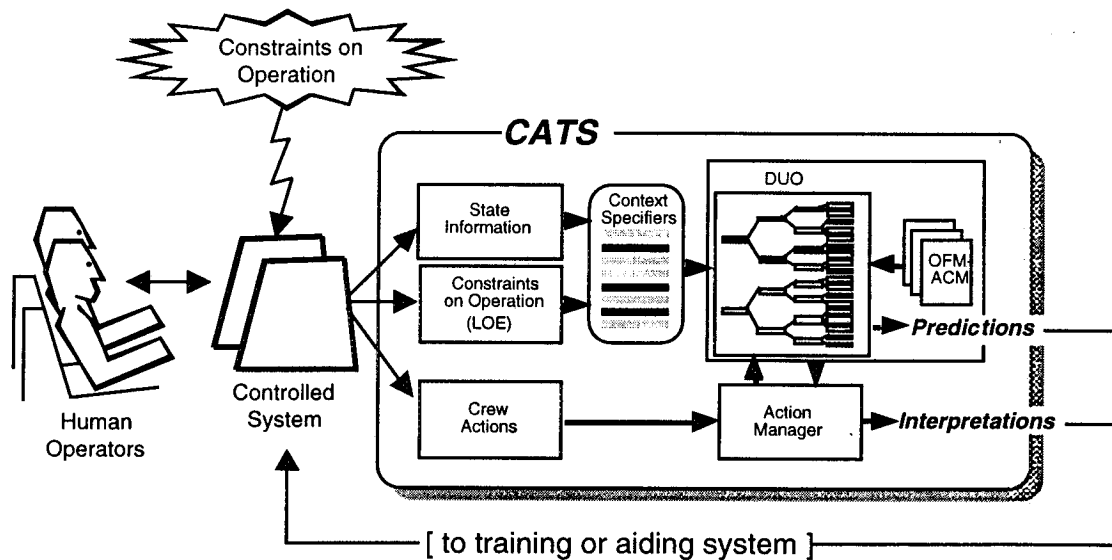 Constraints on
Operation
CATS
State
Information
Constraints
on Operation
(LOE)
Context
Specifiers
DUO
OFM-
ACM
Predictions
Human
Operators
Controlled
System
Crew
Actions
Action
Manager
Interpretations
[ to training or aiding system ]